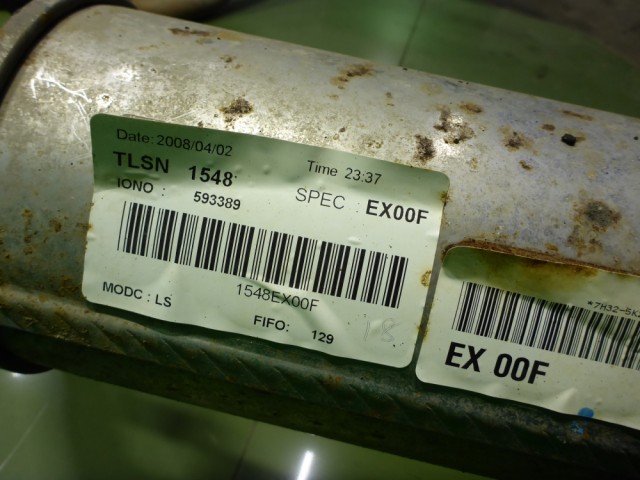 Date: 2008/04/02
Time 23:37
TLSN 1548
IONO : 593389
SPEC : EX00F
1548EX00F
MODC : LS
FIFO: 129
EX 00F